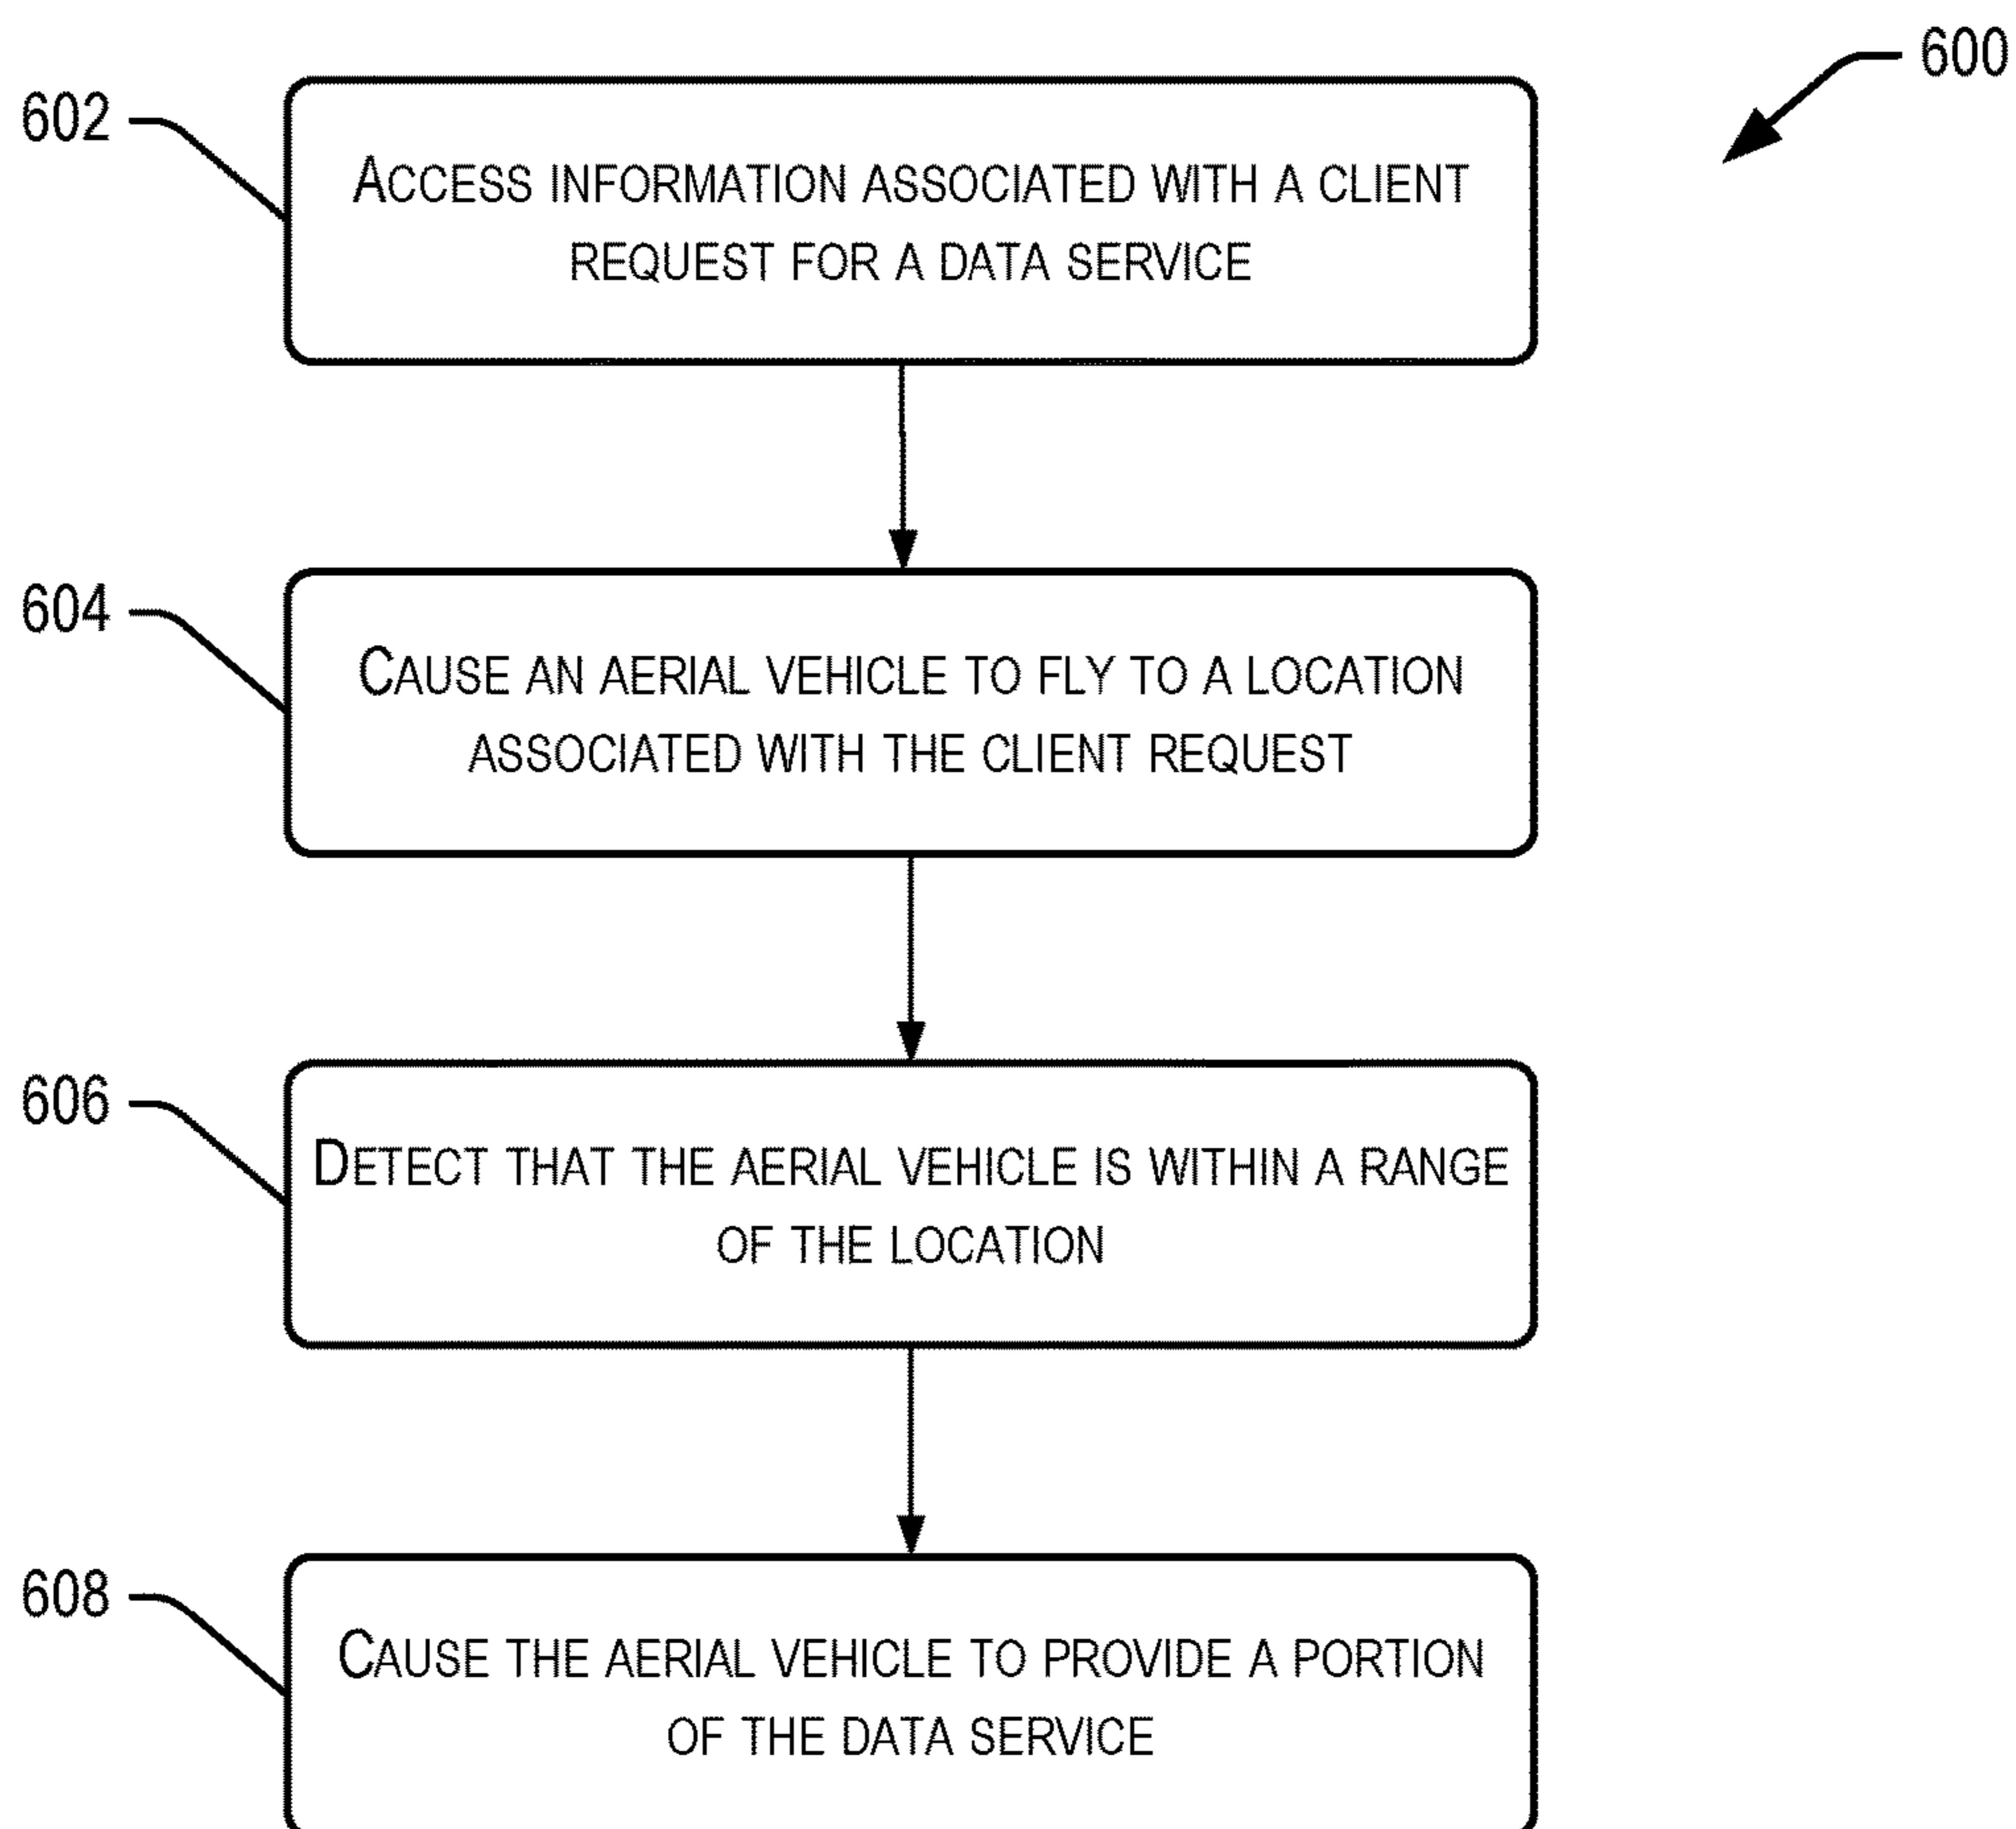 600
602
ACCESS INFORMATION ASSOCIATED WITH A CLIENT
REQUEST FOR A DATA SERVICE
604
CAUSE AN AERIAL VEHICLE TO FLY TO A LOCATION
ASSOCIATED WITH THE CLIENT REQUEST
606
DETECT THAT THE AERIAL VEHICLE IS WITHIN A RANGE
OF THE LOCATION
608
CAUSE THE AERIAL VEHICLE TO PROVIDE A PORTION
OF THE DATA SERVICE